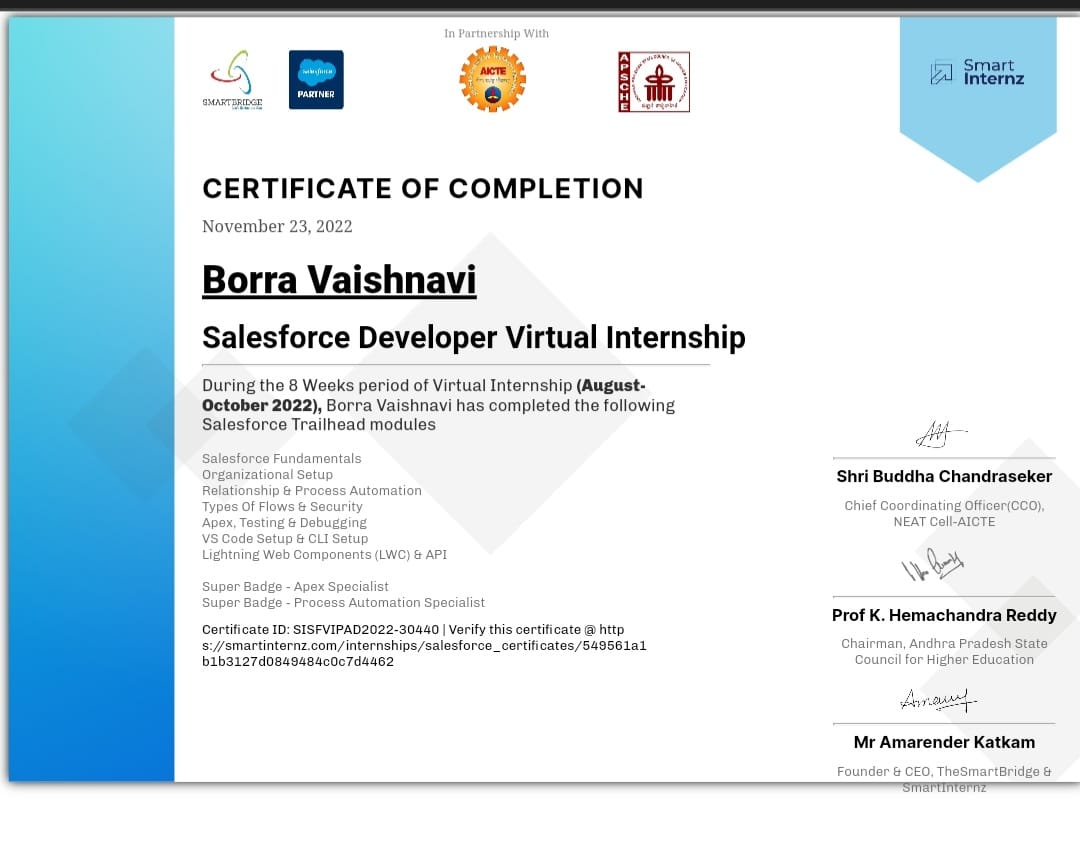 In Partnership With
SMARTBRIDGE
salesforce
PARTNER
AICTE
APSCHE
Smart
Internz
CERTIFICATE OF COMPLETION
November 23, 2022
Borra Vaishnavi
Salesforce Developer Virtual Internship
During the 8 Weeks period of Virtual Internship (August-
October 2022), Borra Vaishnavi has completed the following
Salesforce Trailhead modules
Salesforce Fundamentals
Organizational Setup
Relationship & Process Automation
Types Of Flows & Security
Apex, Testing & Debugging
VS Code Setup & CLI Setup
Lightning Web Components (LWC) & API
Super Badge - Apex Specialist
Super Badge - Process Automation Specialist
Certificate ID: SISFVIPAD2022-30440 | Verify this certificate @ http
s://smartinternz.com/internships/salesforce_certificates/549561a1
b1b3127d0849484c0c7d4462
Shri Buddha Chandraseker
Chief Coordinating Officer(CCO),
NEAT Cell-AICTE
Prof K. Hemachandra Reddy
Chairman, Andhra Pradesh State
Council for Higher Education
Mr Amarender Katkam
Founder & CEO, TheSmartBridge &
SmartInternz